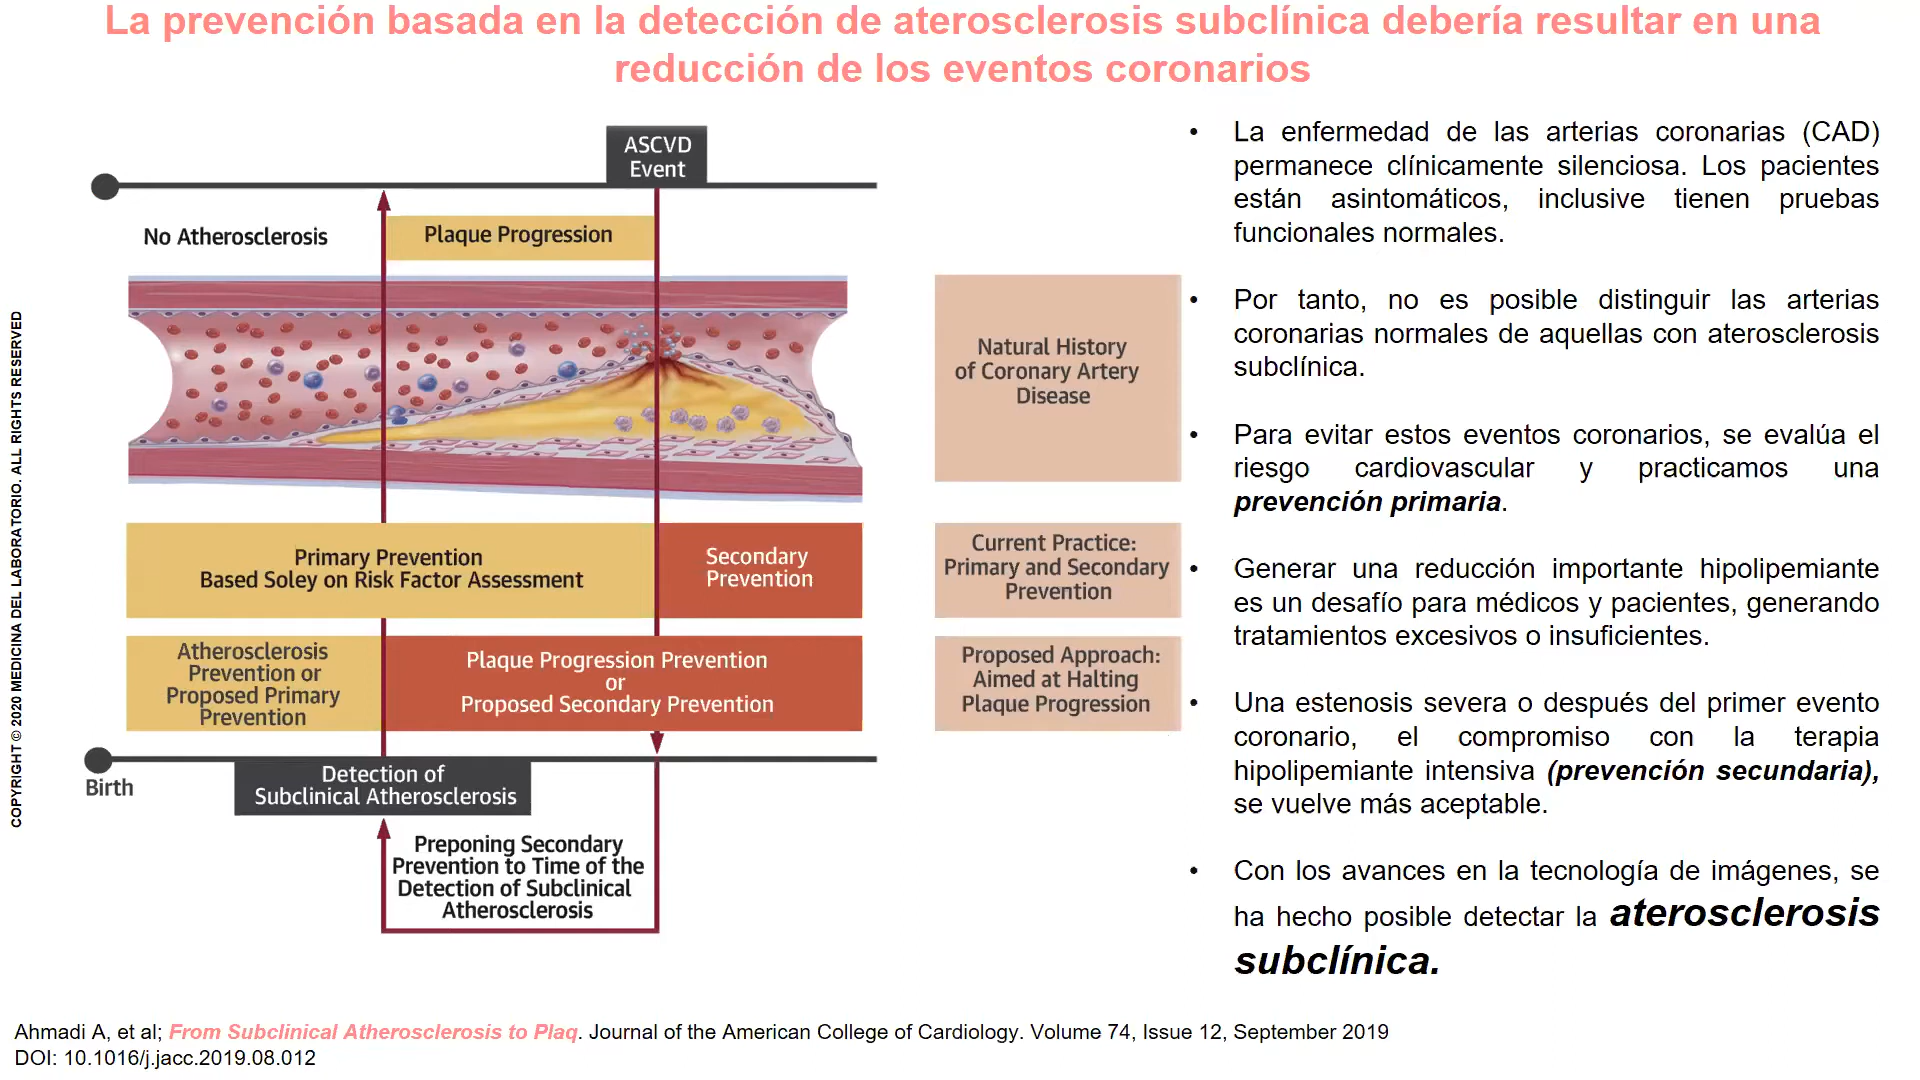 La prevención basada en la detección de aterosclerosis subclínica debería resultar en una
reducción de los eventos coronarios
ASCVD
Event
No Atherosclerosis
Plaque Progression
Natural History
of Coronary Artery
Disease
Primary Prevention
Based Soley on Risk Factor Assessment
Secondary
Prevention
Current Practice:
Primary and Secondary
Prevention
Atherosclerosis
Prevention or
Proposed Primary
Prevention
Plaque Progression Prevention
or
Proposed Secondary Prevention
Proposed Approach:
Aimed at Halting
Plaque Progression
Birth
Detection of
Subclinical Atherosclerosis
Preponing Secondary
Prevention to Time of the
Detection of Subclinical
Atherosclerosis
• La enfermedad de las arterias coronarias (CAD)
permanece clínicamente silenciosa. Los pacientes
están asintomáticos, inclusive tienen pruebas
funcionales normales.
• Por tanto, no es posible distinguir las arterias
coronarias normales de aquellas con aterosclerosis
subclínica.
• Para evitar estos eventos coronarios, se evalúa el
riesgo cardiovascular y practicamos una
prevención primaria.
• Generar una reducción importante hipolipemiante
es un desafío para médicos y pacientes, generando
tratamientos excesivos o insuficientes.
• Una estenosis severa o después del primer evento
coronario, el compromiso con la terapia
hipolipemiante intensiva (prevención secundaria),
se vuelve más aceptable.
• Con los avances en la tecnología de imágenes, se
ha hecho posible detectar la aterosclerosis
subclínica.
COPYRIGHT © 2020 MEDICINA DEL LABORATORIO. ALL RIGHTS RESERVED
Ahmadi A, et al; From Subclinical Atherosclerosis to Plaq. Journal of the American College of Cardiology. Volume 74, Issue 12, September 2019
DOI: 10.1016/j.jacc.2019.08.012